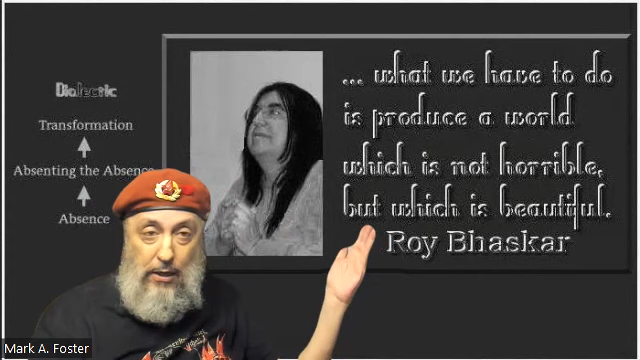 Dialectic
Transformation
Absenting the Absence
Absence
... what we have to do
is produce a world
which is not horrible,
but which is beautiful.
Roy Bhaskar
Mark A. Foster